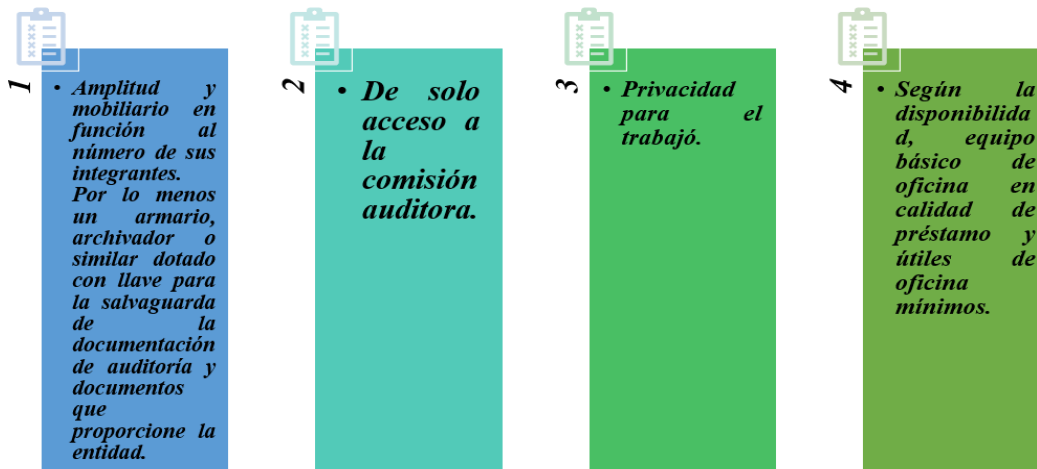 1
• Amplitud y
mobiliario en
función al
número de sus
integrantes.
Por lo menos
un armario,
archivador o
similar dotado
con llave para
la salvaguarda
de la
documentación
de auditoría y
documentos
que
proporcione la
entidad.
2
• De solo
acceso a
la
comisión
auditora.
3
• Privacidad
para el
trabajó.
4
• Según la
disponibilida
d, equipo
básico de
oficina en
calidad de
préstamo y
útiles de
oficina
mínimos.